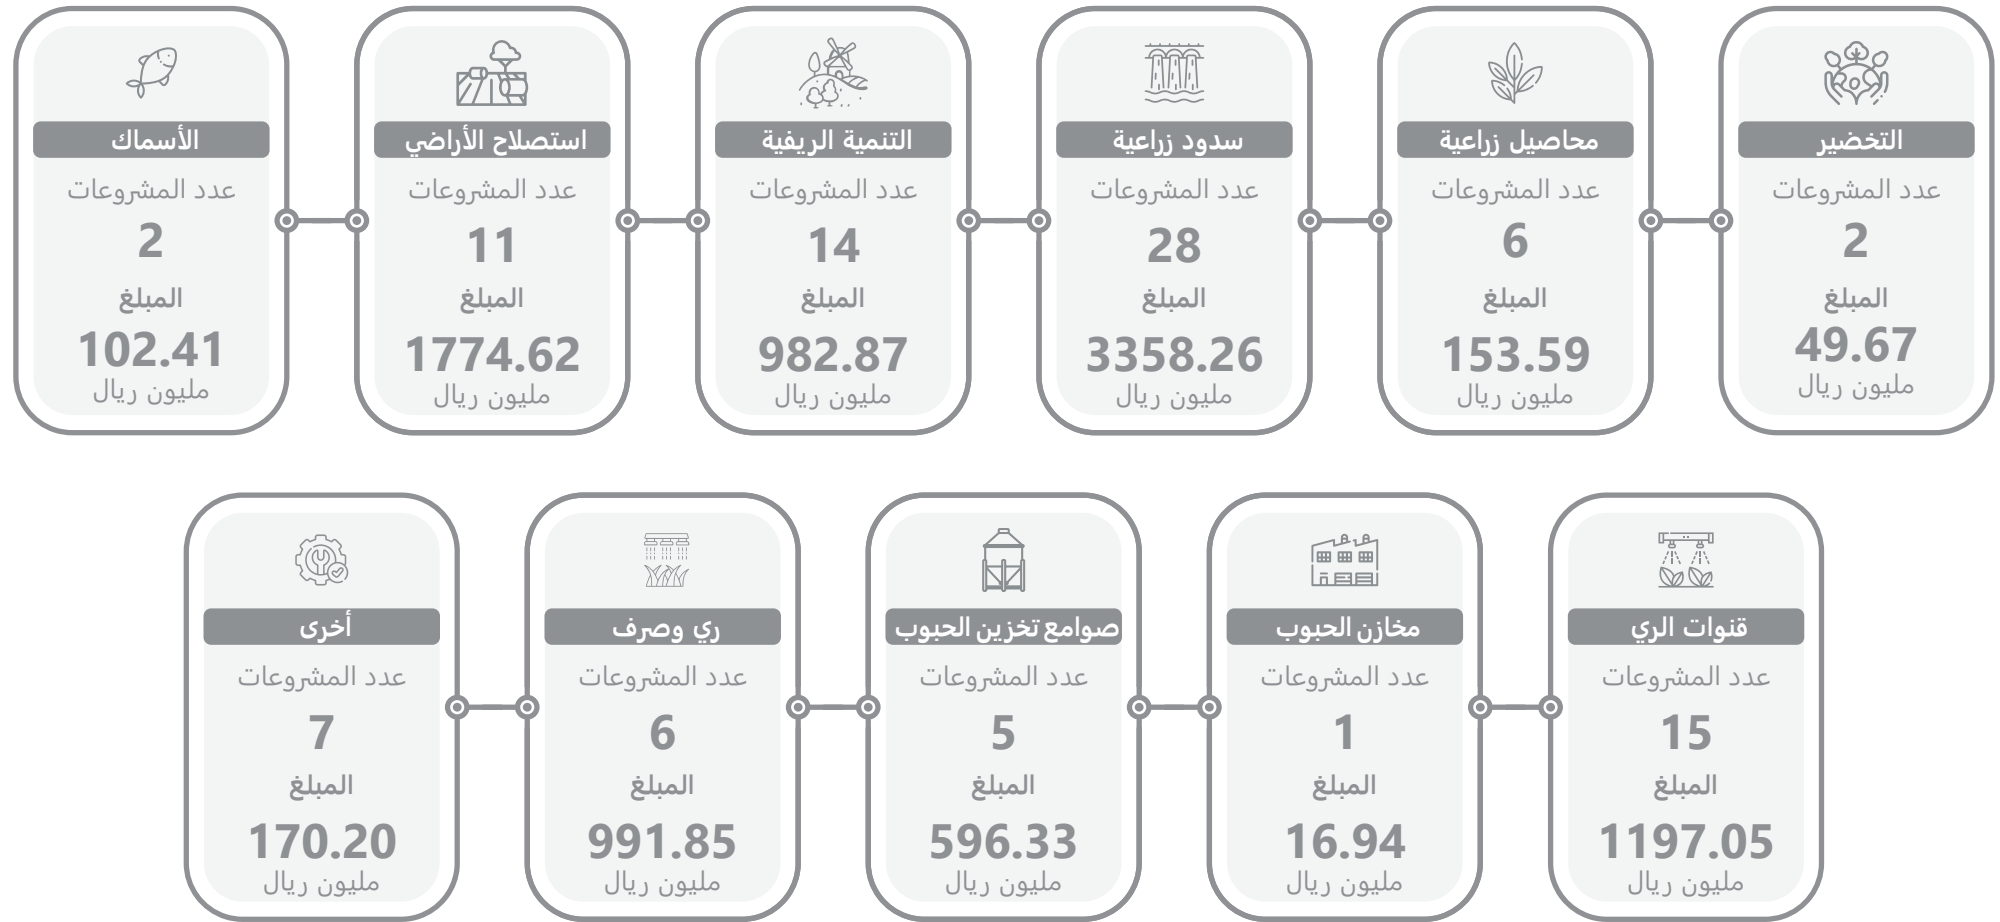 التخضير
عدد المشروعات
2
المبلغ
49.67
مليون ريال
محاصيل زراعية
عدد المشروعات
6
المبلغ
153.59
مليون ريال
سدود زراعية
عدد المشروعات
28
المبلغ
3358.26
مليون ريال
التنمية الريفية
عدد المشروعات
14
المبلغ
982.87
مليون ريال
استصلاح الأراضي
عدد المشروعات
11
المبلغ
1774.62
مليون ريال
الأسماك
عدد المشروعات
2
المبلغ
102.41
مليون ريال
قنوات الري
عدد المشروعات
15
المبلغ
1197.05
مليون ريال
مخازن الحبوب
عدد المشروعات
1
المبلغ
16.94
مليون ريال
صوامع تخزين الحبوب
عدد المشروعات
5
المبلغ
596.33
مليون ريال
ري وصرف
عدد المشروعات
6
المبلغ
991.85
مليون ريال
أخرى
عدد المشروعات
7
المبلغ
170.20
مليون ريال